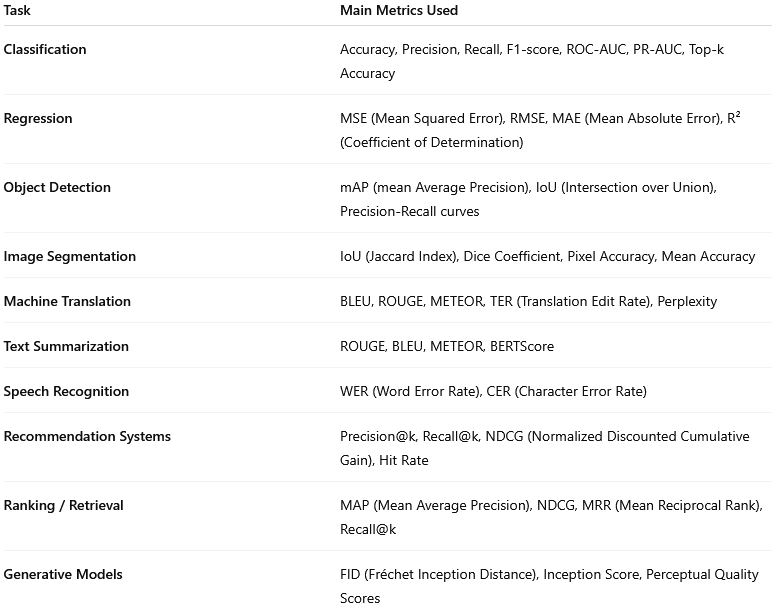 Task Main Metrics Used
Classification Accuracy, Precision, Recall, F1-score, ROC-AUC, PR-AUC, Top-k
Accuracy
Regression MSE (Mean Squared Error), RMSE, MAE (Mean Absolute Error), R²
(Coefficient of Determination)
Object Detection mAP (mean Average Precision), IoU (Intersection over Union),
Precision-Recall curves
Image Segmentation IoU (Jaccard Index), Dice Coefficient, Pixel Accuracy, Mean Accuracy
Machine Translation BLEU, ROUGE, METEOR, TER (Translation Edit Rate), Perplexity
Text Summarization ROUGE, BLEU, METEOR, BERTScore
Speech Recognition WER (Word Error Rate), CER (Character Error Rate)
Recommendation Systems Precision@k, Recall@k, NDCG (Normalized Discounted Cumulative
Gain), Hit Rate
Ranking / Retrieval MAP (Mean Average Precision), NDCG, MRR (Mean Reciprocal Rank),
Recall@k
Generative Models FID (Fréchet Inception Distance), Inception Score, Perceptual Quality
Scores